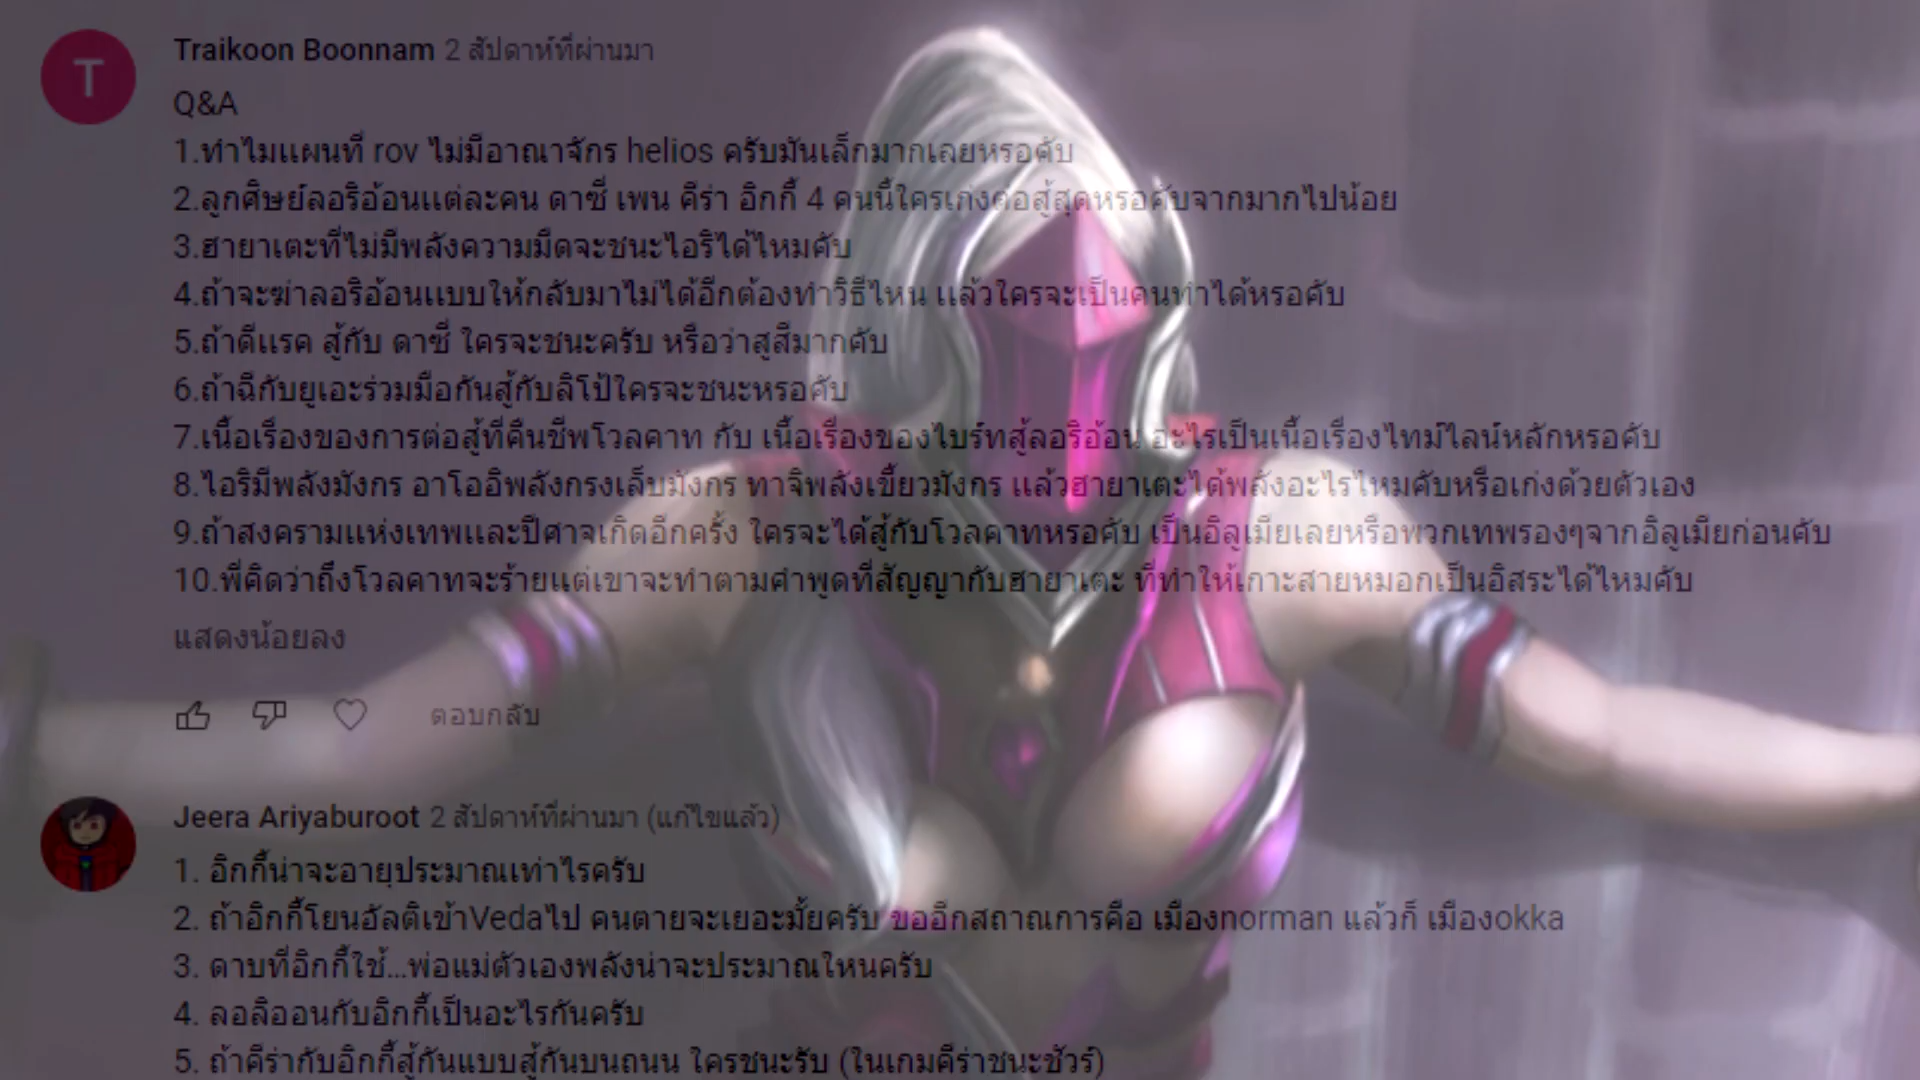 T
Traikoon Boonnam 2 สัปดาห์ที่ผ่านมา
Q&A
1.ทำไมแผนที่ rov ไม่มีอาณาจักร helios ครับมันเล็กมากเลยหรอคับ
2.ลูกศิษย์ลอริอ้อนแต่ละคน ดาซี่ เพน คีร่า อิกกี้ 4 คนนี้ใครเก่งต่อสู้สุดหรอคับจากมากไปน้อย
3.ฮายาเตะที่ไม่มีพลังความมืดจะชนะไอริได้ไหมคับ
4.ถ้าจะฆ่าลอริอ้อนแบบให้กลับมาไม่ได้อีกต้องทำวิธีไหน แล้วใครจะเป็นคนทำได้หรอคับ
5.ถ้าดีแรค สู้กับ ดาซี่ ใครจะชนะครับ หรือว่าสูสีมากคับ
6.ถ้าฉีกับยูเอะร่วมมือกันสู้กับลิโป้ใครจะชนะหรอคับ
7.เนื้อเรื่องของการต่อสู้ที่คืนชีพโวลคาท กับ เนื้อเรื่องของไบร์ทสู้ลอริอ้อน อะไรเป็นเนื้อเรื่องไทม์ไลน์หลักหรอคับ
8.ไอริมีพลังมังกร อาโออิพลังกรงเล็บมังกร ทาจิพลังเขี้ยวมังกร แล้วฮายาเตะได้พลังอะไรไหมคับหรือเก่งด้วยตัวเอง
9.ถ้าสงครามแห่งเทพและปีศาจเกิดอีกครั้ง ใครจะได้สู้กับโวลคาทหรอคับ เป็นอิลูเมียเลยหรือพวกเทพรองๆจากอิลูเมียก่อนคับ
10.พี่คิดว่าถึงโวลคาทจะร้ายแต่เขาจะทำตามคำพูดที่สัญญากับฮายาเตะ ที่ทำให้เกาะสายหมอกเป็นอิสระได้ไหมคับ
แสดงน้อยลง
ตอบกลับ
Jeera Ariyaburoot 2 สัปดาห์ที่ผ่านมา (แก้ไขแล้ว)
1. อิกกี้น่าจะอายุประมาณเท่าไรครับ
2. ถ้าอิกกี้โยนอัลติเข้าVedaไป คนตายจะเยอะมั้ยครับ ขออีกสถาณการคือ เมืองnorman แล้วก็ เมืองokka
3. ดาบที่อิกกี้ใช้...พ่อแม่ตัวเองพลังน่าจะประมาณใหนครับ
4. ลอลิออนกับอิกกี้เป็นอะไรกันครับ
5. ถ้าคีร่ากับอิกกี้สู้กันแบบสู้กันบนถนน ใครชนะรับ (ในเกมคีร่าชนะชัวร์)